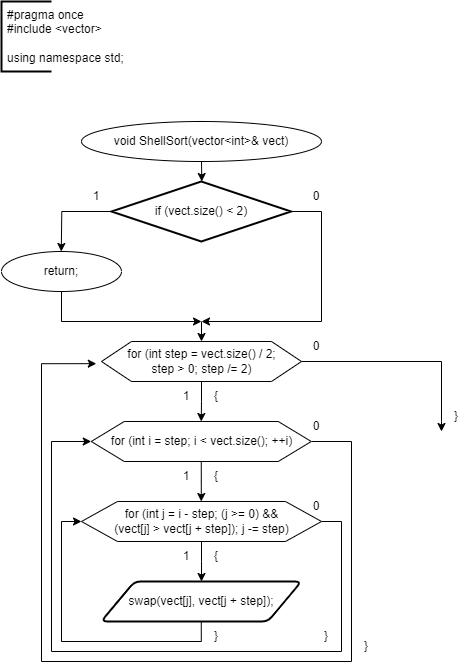 #pragma once
#include <vector>
using namespace std;
void ShellSort(vector<int>& vect)
1
0
if (vect.size() < 2)
return;
for (int step = vect.size() / 2;
step > 0; step /= 2)
0
1 {
}
for (int i = step; i < vect.size(); ++i)
0
1 {
for (int j = i - step; (j >= 0) &&
(vect[j] > vect[j + step]); j -= step)
0
1 {
swap(vect[j], vect[j + step]);
}
}
}